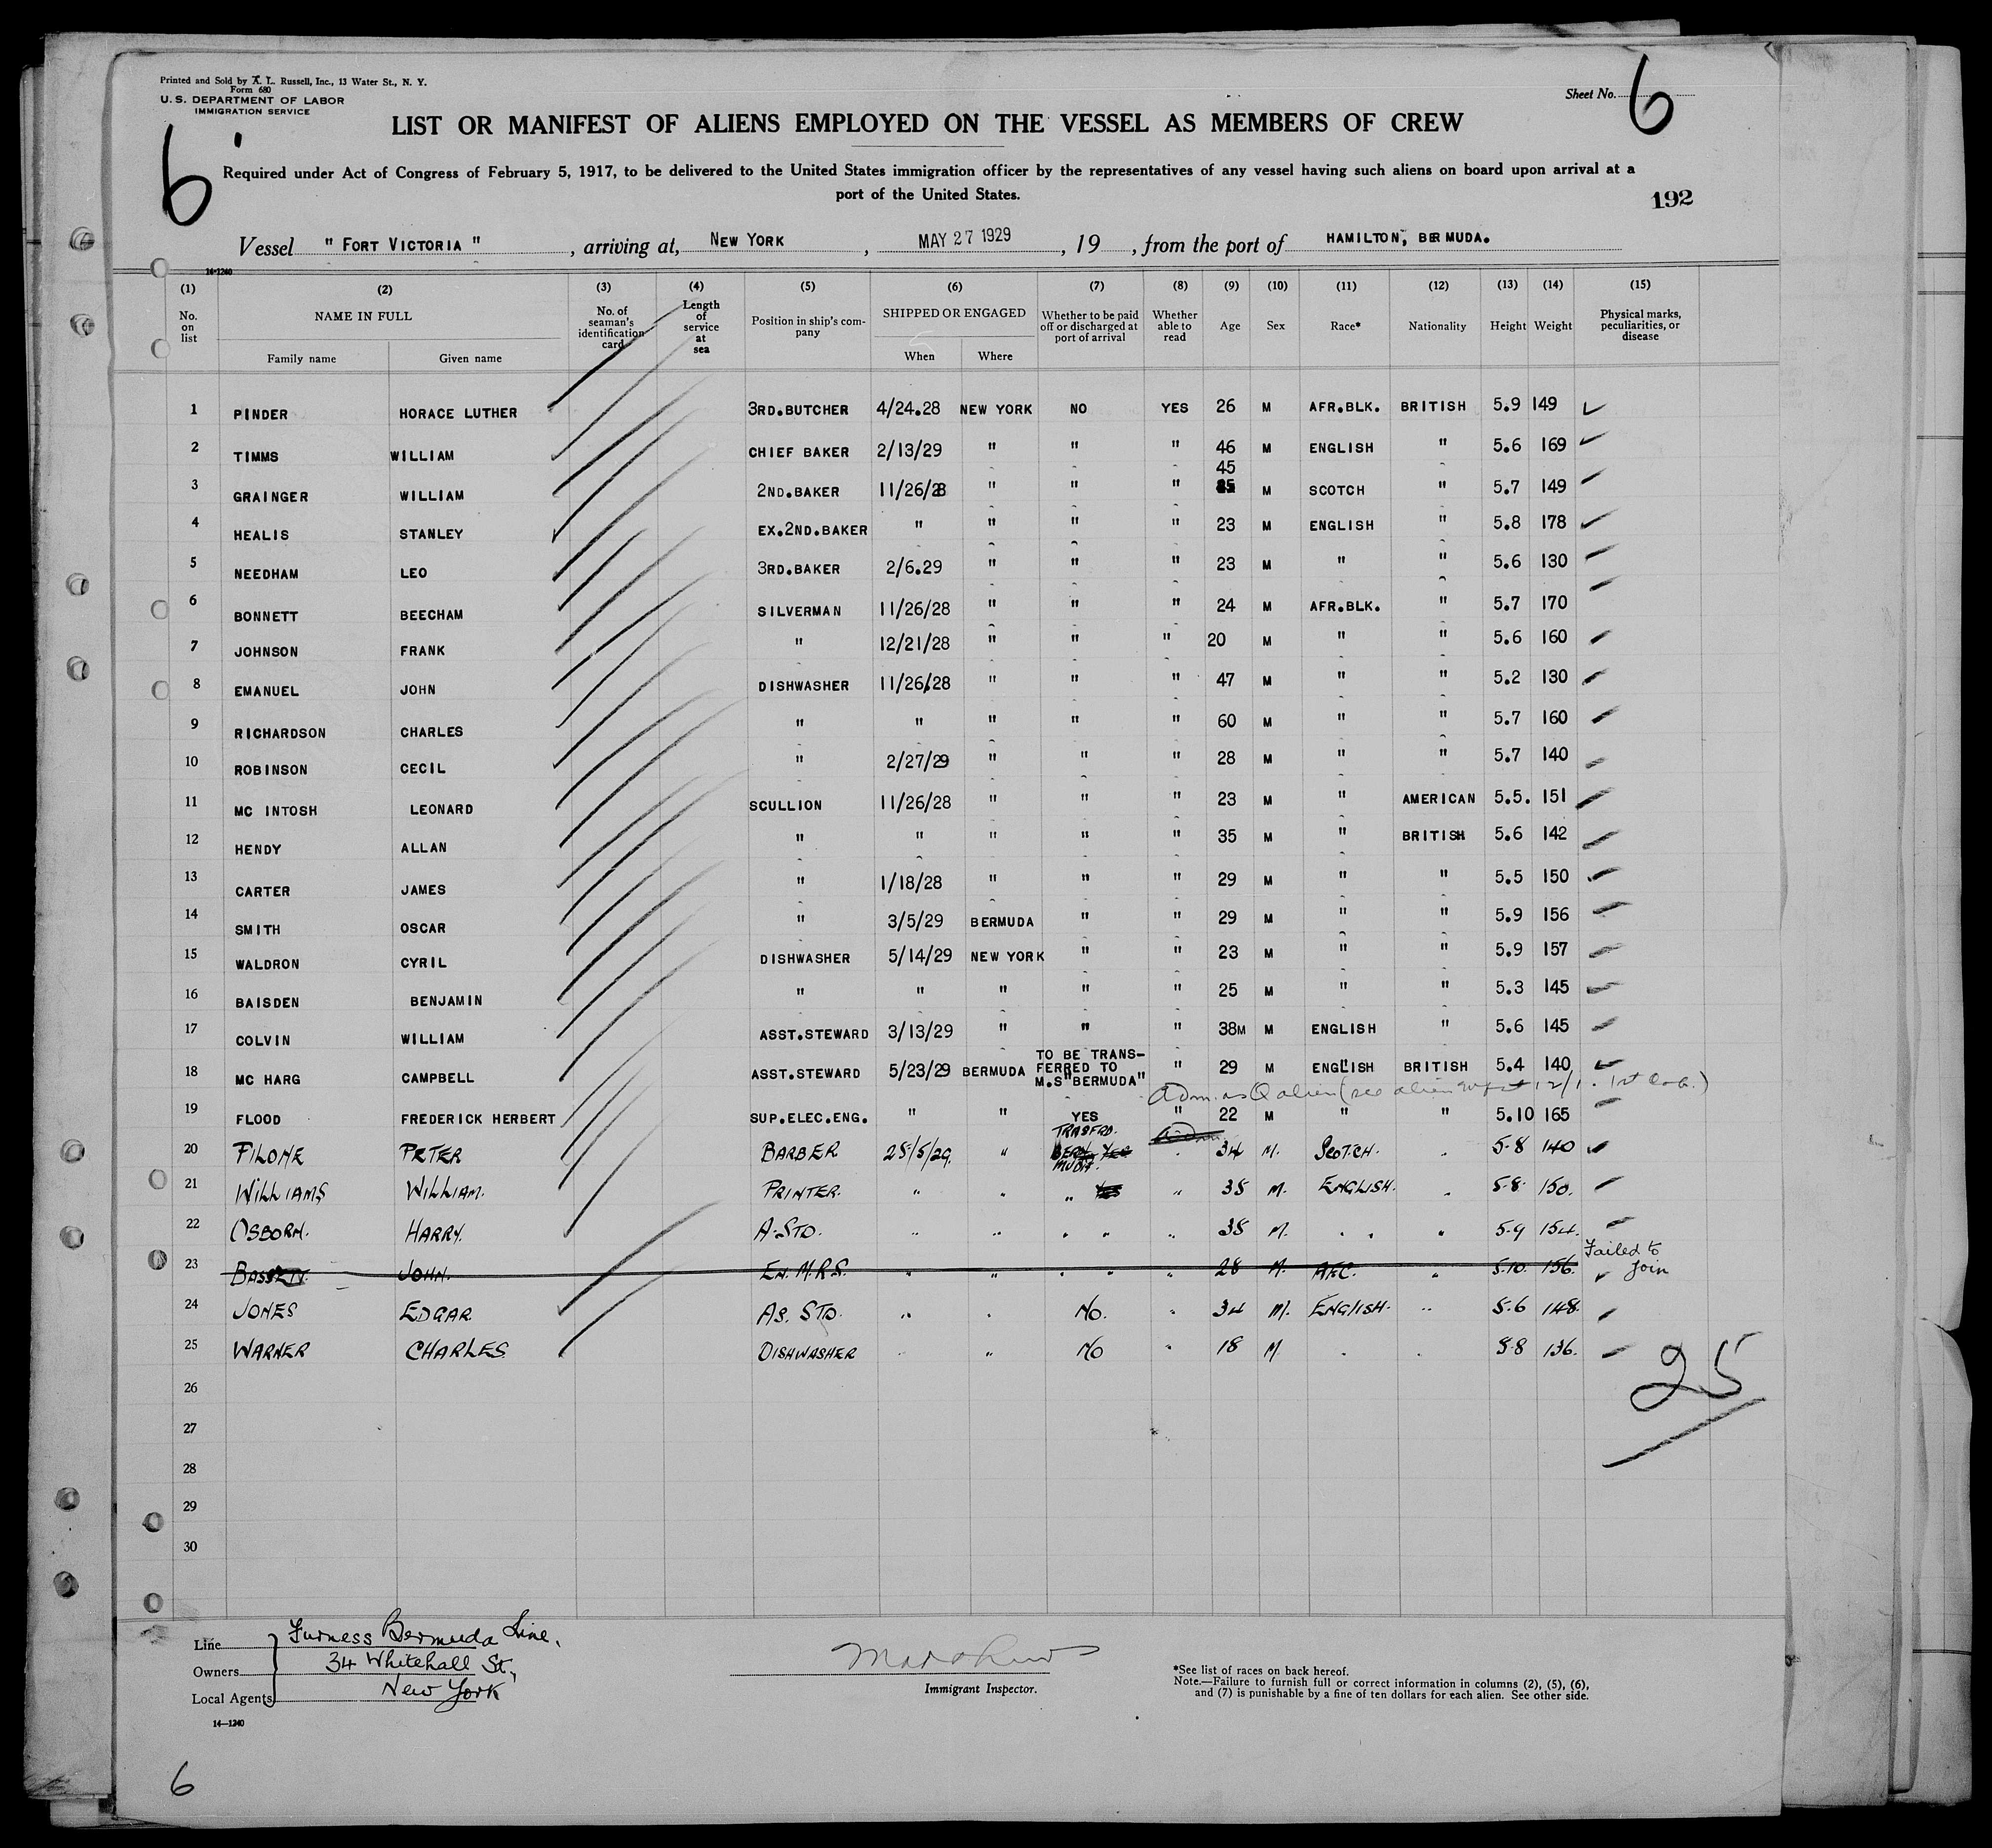 Printed and Sold by A. L. Russell, Inc., 13 Water St., N. Y.
Form 680
U. S. DEPARTMENT OF LABOR
IMMIGRATION SERVICE
Sheet No. 6
6
LIST OR MANIFEST OF ALIENS EMPLOYED ON THE VESSEL AS MEMBERS OF CREW
Required under Act of Congress of February 5, 1917, to be delivered to the United States immigration officer by the representatives of any vessel having such aliens on board upon arrival at a
port of the United States.
192
Vessel "FORT VICTORIA", arriving at, NEW YORK, MAY 27 1929, 19 , from the port of HAMILTON, BERMUDA.
14-1240
(1) (2) (3) (4) (5) (6) (7) (8) (9) (10) (11) (12) (13) (14) (15)
No. on list NAME IN FULL Family name Given name No. of seaman's identification card Length of service at sea Position in ship's company SHIPPED OR ENGAGED When Where Whether to be paid off or discharged at port of arrival Whether able to read Age Sex Race* Nationality Height Weight Physical marks, peculiarities, or disease
1 PINDER HORACE LUTHER 3RD.BUTCHER 4/24.28 NEW YORK NO YES 26 M AFR.BLK. BRITISH 5.9 149
2 TIMMS WILLIAM CHIEF BAKER 2/13/29 " " " 46 M ENGLISH " 5.6 169
45
3 GRAINGER WILLIAM 2ND.BAKER 11/26/28 " " " M SCOTCH " 5.7 149
4 HEALIS STANLEY EX.2ND.BAKER " " " " 23 M ENGLISH " 5.8 178
5 NEEDHAM LEO 3RD.BAKER 2/6.29 " " " 23 M " " 5.6 130
6 BONNETT BEECHAM SILVERMAN 11/26/28 " " " 24 M AFR.BLK. " 5.7 170
7 JOHNSON FRANK " 12/21/28 " " " 20 M " " 5.6 160
8 EMANUEL JOHN DISHWASHER 11/26/28 " " " 47 M " " 5.2 130
9 RICHARDSON CHARLES " " " " " 60 M " " 5.7 160
10 ROBINSON CECIL " 2/27/29 " " " 28 M " " 5.7 140
11 MC INTOSH LEONARD SCULLION 11/26/28 " " " 23 M " AMERICAN 5.5. 151
12 HENDY ALLAN " " " " " 35 M " BRITISH 5.6 142
13 CARTER JAMES " 1/18/28 " " " 29 M " " 5.5 150
14 SMITH OSCAR " 3/5/29 BERMUDA " " 29 M " " 5.9 156
15 WALDRON CYRIL DISHWASHER 5/14/29 NEW YORK " " 23 M " " 5.9 157
16 BAISDEN BENJAMIN " " " " " 25 M " " 5.3 145
17 COLVIN WILLIAM ASST.STEWARD 3/13/29 " " " 38M M ENGLISH " 5.6 145
18 MC HARG CAMPBELL ASST.STEWARD 5/23/29 BERMUDA TO BE TRANS-FERRED TO M.S"BERMUDA" " 29 M ENGLISH BRITISH 5.4 140
Adm. as Q alien (see alien
19 FLOOD FREDERICK HERBERT SUP.ELEC.ENG. " " YES " 22 M " " 5.10 165
20 FILONE PETER BARBER 25/5/29. " TRASFRD. BERMUDA. YES " 34 M. SCOTCH. " 5-8 140
21 WILLIAMS WILLIAM. PRINTER. " " " YES " 35 M. ENGLISH. " 5-8 150.
22 OSBORN. HARRY. A-STD. " " " " " 35 M. " " " 5-9 154.
23 BASSETT. JOHN. EN. M.R.S. " " " " " 28 M. AFC. " 5.10. 156. Failed to Join
24 JONES EDGAR AS. STD. " " NO. " 34 M. ENGLISH. " 5-6 148.
25 WARNER CHARLES DISHWASHER " " NO " 18 M " " 5-8 136.
25
26
27
28
29
30
Line Furness Bermuda Line,
Owners 34 Whitehall St.,
Local Agents New York
Immigrant Inspector.
*See list of races on back hereof.
Note.—Failure to furnish full or correct information in columns (2), (5), (6),
and (7) is punishable by a fine of ten dollars for each alien. See other side.
14—1240
6